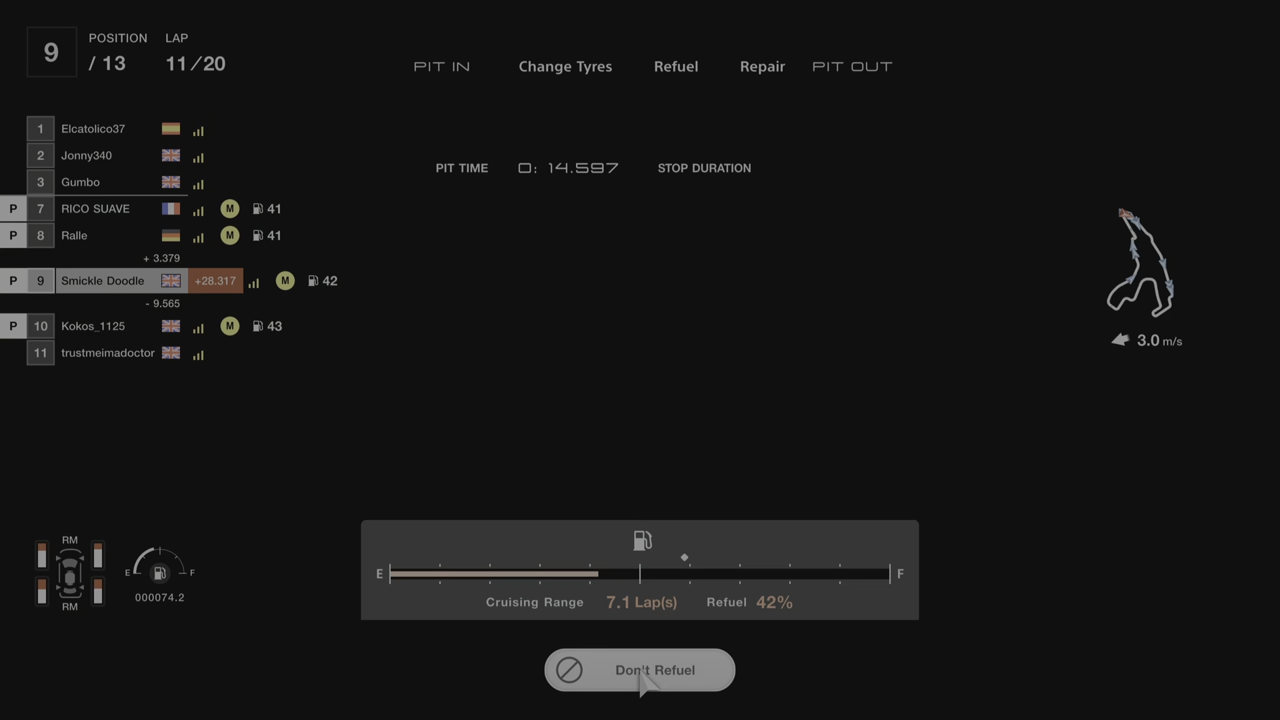 9 POSITION / 13 LAP 11/20
PIT IN Change Tyres Refuel Repair PIT OUT
1 Elcatolico37
2 Jonny340
3 Gumbo
P 7 RICO SUAVE M 41
P 8 Ralle M 41
+ 3.379
P 9 Smickle Doodle +28.317 M 42
- 9.565
P 10 Kokos_1125 M 43
11 trustmeimadoctor
PIT TIME 0: 14.597 STOP DURATION
3.0 m/s
RM
RM
E F
000074.2
E F
Cruising Range 7.1 Lap(s) Refuel 42%
Don't Refuel